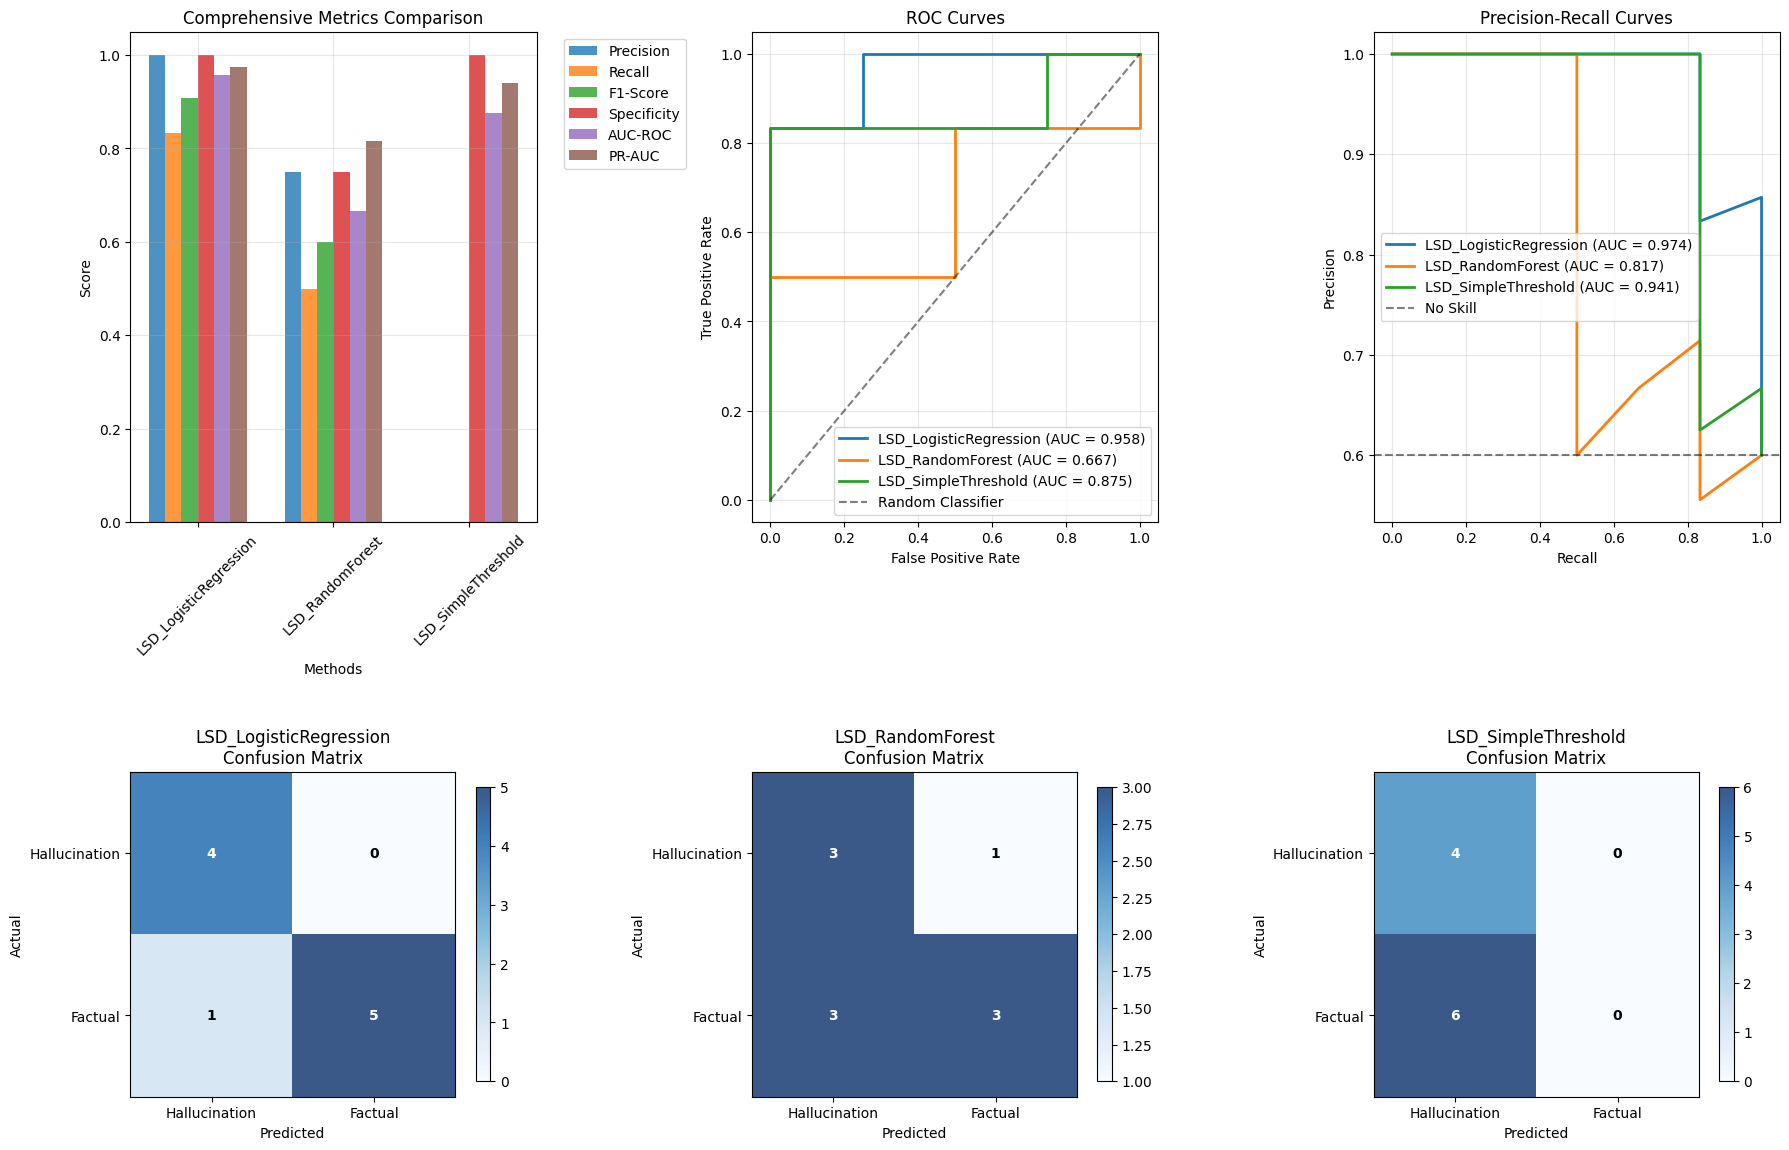 Comprehensive Metrics Comparison
1.0
0.8
0.6
0.4
0.2
0.0
Score
LSD_LogisticRegression
LSD_RandomForest
LSD_SimpleThreshold
Methods
Precision
Recall
F1-Score
Specificity
AUC-ROC
PR-AUC
ROC Curves
1.0
0.8
0.6
0.4
0.2
0.0
True Positive Rate
LSD_LogisticRegression (AUC = 0.958)
LSD_RandomForest (AUC = 0.667)
LSD_SimpleThreshold (AUC = 0.875)
Random Classifier
0.0 0.2 0.4 0.6 0.8 1.0
False Positive Rate
Precision-Recall Curves
1.0
0.9
0.8
0.7
0.6
Precision
LSD_LogisticRegression (AUC = 0.974)
LSD_RandomForest (AUC = 0.817)
LSD_SimpleThreshold (AUC = 0.941)
No Skill
0.0 0.2 0.4 0.6 0.8 1.0
Recall
LSD_LogisticRegression
Confusion Matrix
Actual
Hallucination
4 0
Factual
1 5
Hallucination Factual
Predicted
5
4
3
2
1
0
LSD_RandomForest
Confusion Matrix
Actual
Hallucination
3 1
Factual
3 3
Hallucination Factual
Predicted
3.00
2.75
2.50
2.25
2.00
1.75
1.50
1.25
1.00
LSD_SimpleThreshold
Confusion Matrix
Actual
Hallucination
4 0
Factual
6 0
Hallucination Factual
Predicted
6
5
4
3
2
1
0